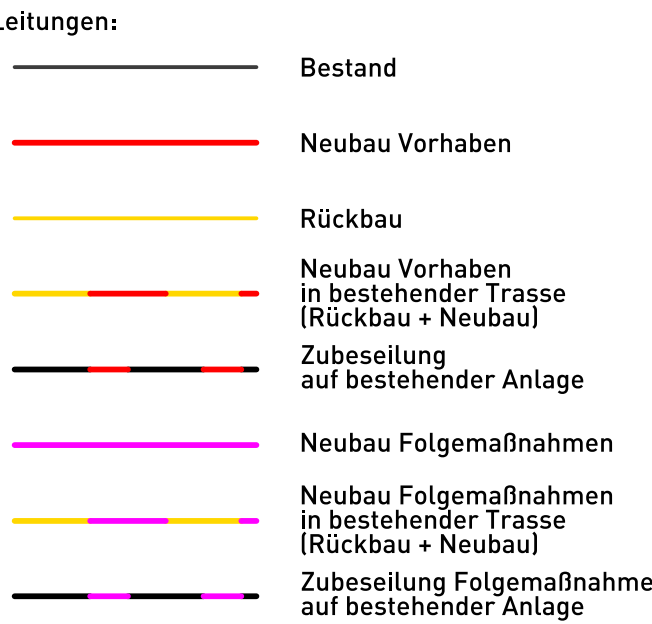 Leitungen:
Bestand
Neubau Vorhaben
Rückbau
Neubau Vorhaben
in bestehender Trasse
(Rückbau + Neubau)
Zubeseilung
auf bestehender Anlage
Neubau Folgemaßnahmen
Neubau Folgemaßnahmen
in bestehender Trasse
(Rückbau + Neubau)
Zubeseilung Folgemaßnahme
auf bestehender Anlage